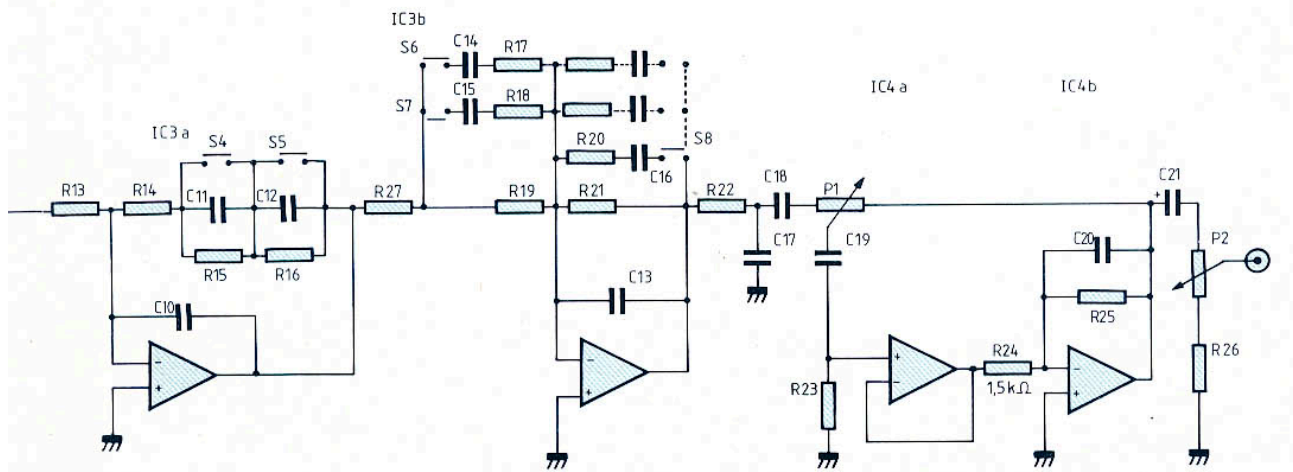 IC3a
S4
S5
R13
R14
C11
C12
R15
R16
C10
−
+
IC3b
S6
C14
R17
S7
C15
R18
R20
C16
S8
R27
R19
R21
C13
−
+
R22
C18
P1
C17
C19
IC4a
IC4b
R23
+
−
R24
1,5kΩ
C20
R25
−
+
+
C21
P2
R26